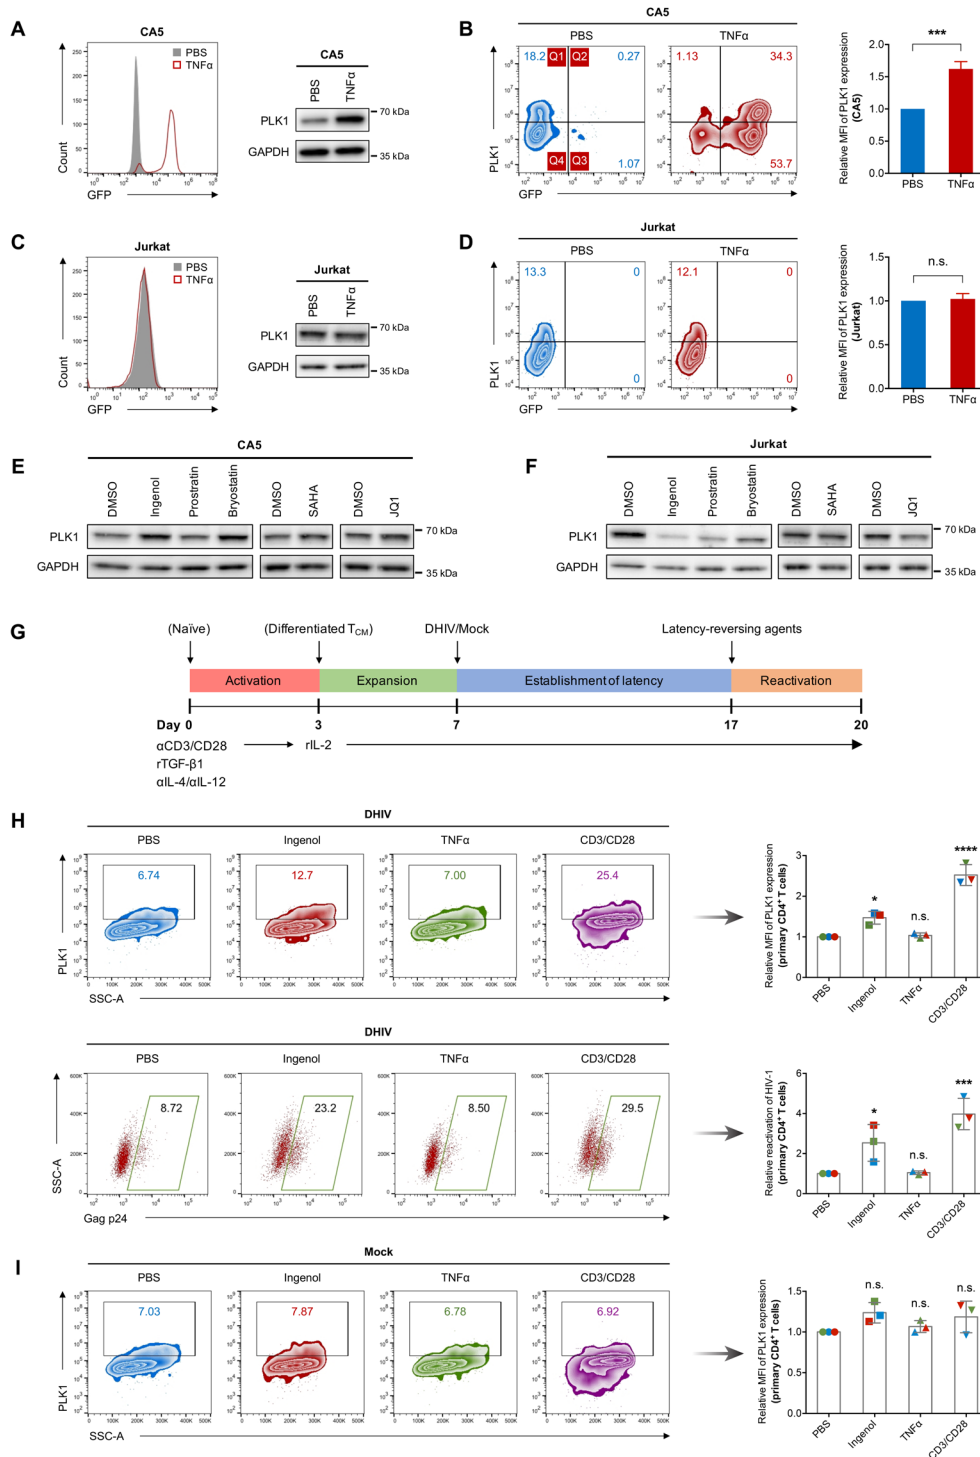 A
CA5
PBS
TNFα
Count
GFP
CA5
PBS
TNFα
PLK1
GAPDH
70 kDa
35 kDa
B
CA5
PBS
TNFα
18.2
Q1
Q2
0.27
Q4
Q3
1.07
1.13
34.3
53.7
PLK1
GFP
Relative MFI of PLK1 expression
(CA5)
***
PBS
TNFα
C
Jurkat
PBS
TNFα
Count
GFP
Jurkat
PBS
TNFα
PLK1
GAPDH
70 kDa
35 kDa
D
Jurkat
PBS
TNFα
13.3
0
0
12.1
0
0
PLK1
GFP
Relative MFI of PLK1 expression
(Jurkat)
n.s.
PBS
TNFα
E
CA5
DMSO
Ingenol
Prostratin
Bryostatin
DMSO
SAHA
DMSO
JQ1
PLK1
GAPDH
70 kDa
35 kDa
F
Jurkat
DMSO
Ingenol
Prostratin
Bryostatin
DMSO
SAHA
DMSO
JQ1
PLK1
GAPDH
70 kDa
35 kDa
G
(Naïve)
(Differentiated TCM)
DHIV/Mock
Latency-reversing agents
Activation
Expansion
Establishment of latency
Reactivation
Day 0
3
7
17
20
αCD3/CD28
rIL-2
rTGF-β1
αIL-4/αIL-12
H
DHIV
PBS
Ingenol
TNFα
CD3/CD28
6.74
12.7
7.00
25.4
PLK1
SSC-A
Relative MFI of PLK1 expression
(primary CD4+ T cells)
*
n.s.
****
PBS
Ingenol
TNFα
CD3/CD28
DHIV
PBS
Ingenol
TNFα
CD3/CD28
8.72
23.2
8.50
29.5
SSC-A
Gag p24
Relative reactivation of HIV-1
(primary CD4+ T cells)
*
n.s.
***
PBS
Ingenol
TNFα
CD3/CD28
I
Mock
PBS
Ingenol
TNFα
CD3/CD28
7.03
7.87
6.78
6.92
PLK1
SSC-A
Relative MFI of PLK1 expression
(primary CD4+ T cells)
n.s.
n.s.
n.s.
PBS
Ingenol
TNFα
CD3/CD28